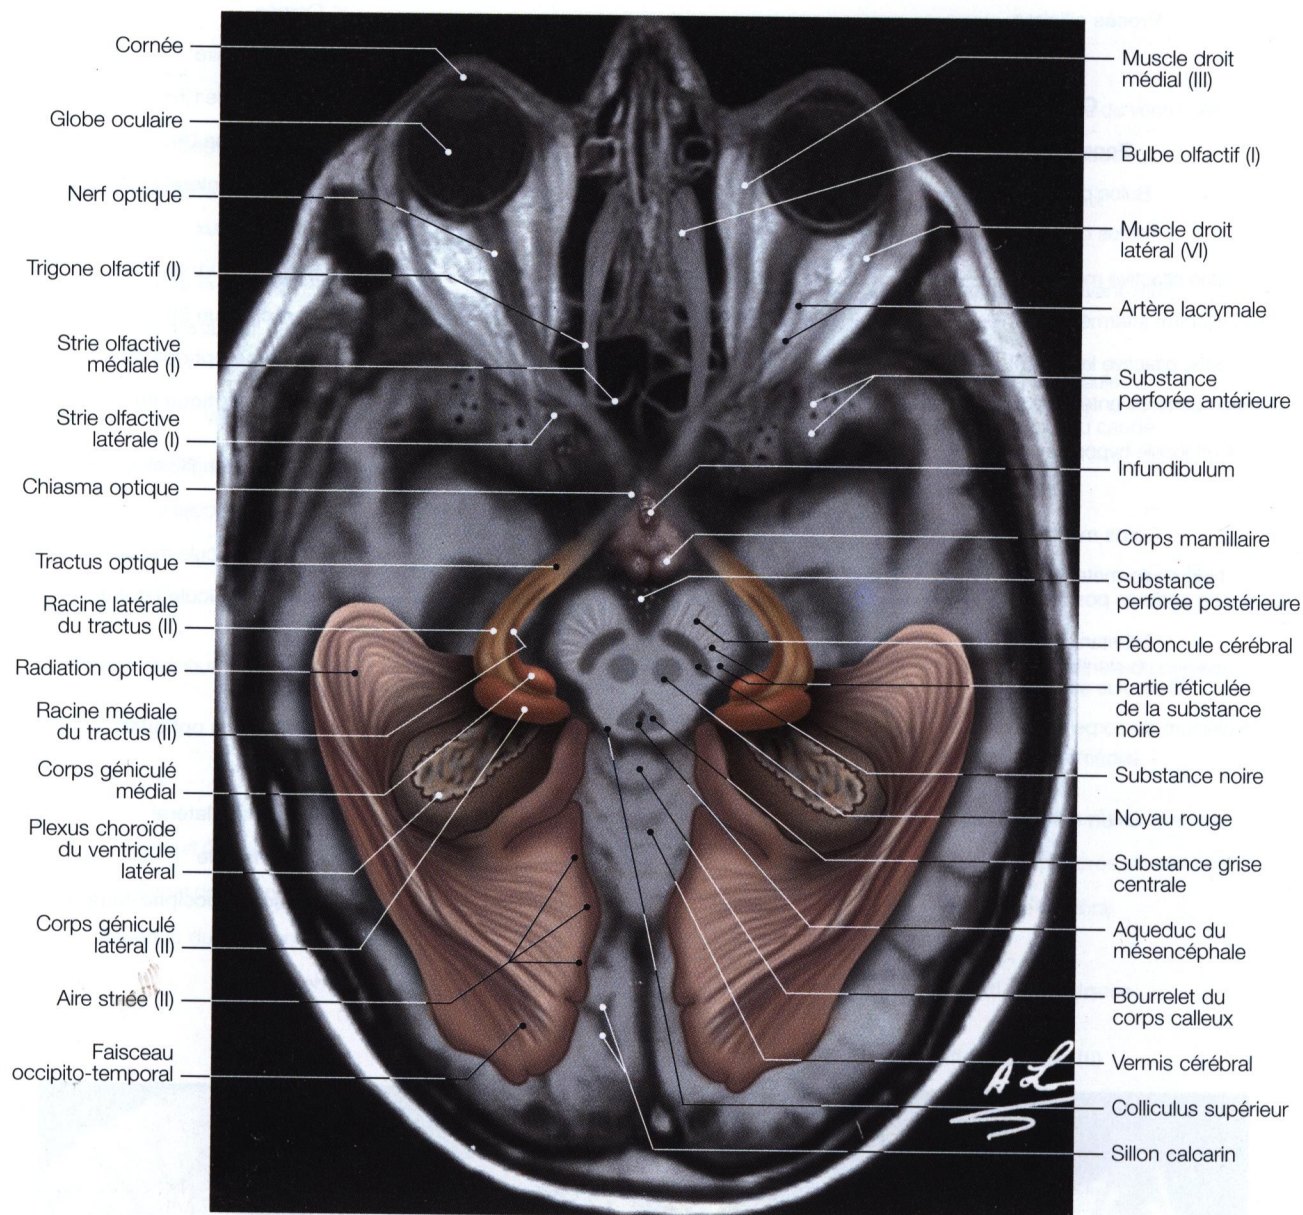 Cornée
Globe oculaire
Nerf optique
Trigone olfactif (I)
Strie olfactive
médiale (I)
Strie olfactive
latérale (I)
Chiasma optique
Tractus optique
Racine latérale
du tractus (II)
Radiation optique
Racine médiale
du tractus (II)
Corps géniculé
médial
Plexus choroïde
du ventricule
latéral
Corps géniculé
latéral (II)
Aire striée (II)
Faisceau
occipito-temporal
Muscle droit
médial (III)
Bulbe olfactif (I)
Muscle droit
latéral (VI)
Artère lacrymale
Substance
perforée antérieure
Infundibulum
Corps mamillaire
Substance
perforée postérieure
Pédoncule cérébral
Partie réticulée
de la substance
noire
Substance noire
Noyau rouge
Substance grise
centrale
Aqueduc du
mésencéphale
Bourrelet du
corps calleux
Vermis cérébral
Colliculus supérieur
Sillon calcarin